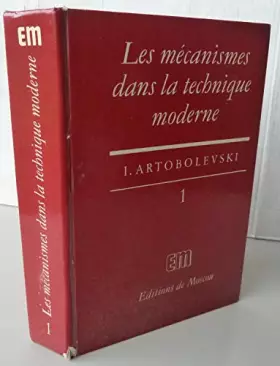 EM
Les mécanismes dans la technique moderne
1
Les mécanismes
dans la technique
moderne
I. ARTOBOLEVSKI
1
EM
Editions de Moscou